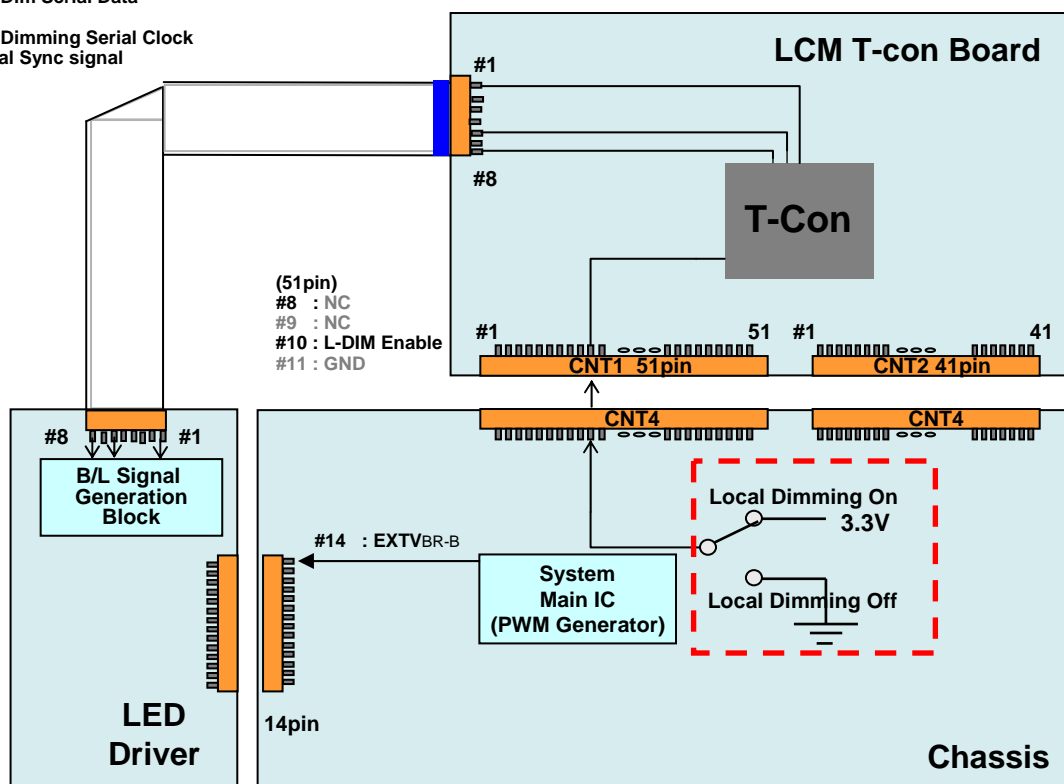 Dimming Serial Clock
al Sync signal
LCM T-con Board
#1
#8
T-Con
(51pin)
#8 : NC
#9 : NC
#10 : L-DIM Enable
#11 : GND
#1
51
#1
41
CNT1 51pin
CNT2 41pin
CNT4
CNT4
#8
#1
B/L Signal
Generation
Block
Local Dimming On
3.3V
#14 : EXTVBR-B
System
Main IC
(PWM Generator)
Local Dimming Off
LED
Driver
14pin
Chassis